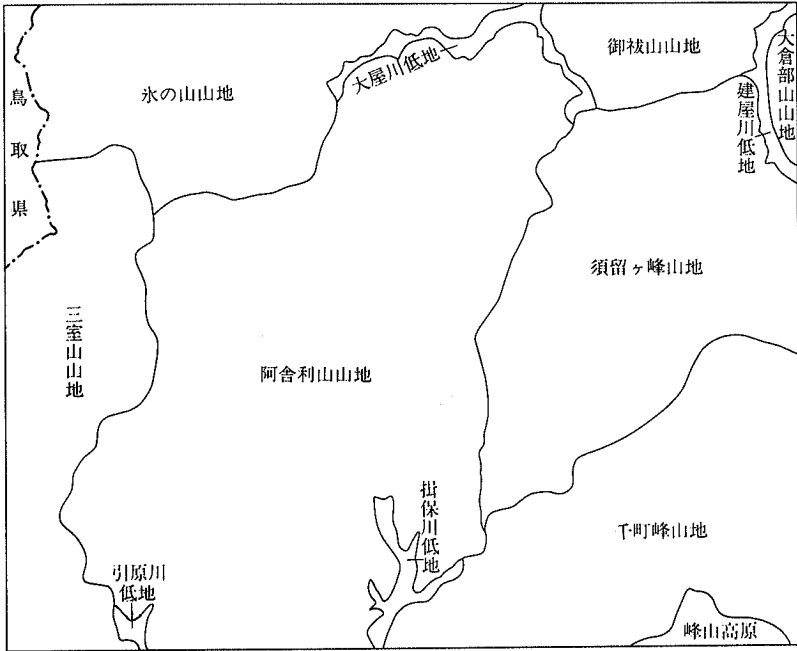 御祓山山地
大倉部山山地
大屋川低地
氷の山山地
建屋川低地
鳥取県
須留ヶ峰山地
三室山山地
阿舎利山山地
揖保川低地
千町峰山地
引原川
低地
峰山高原